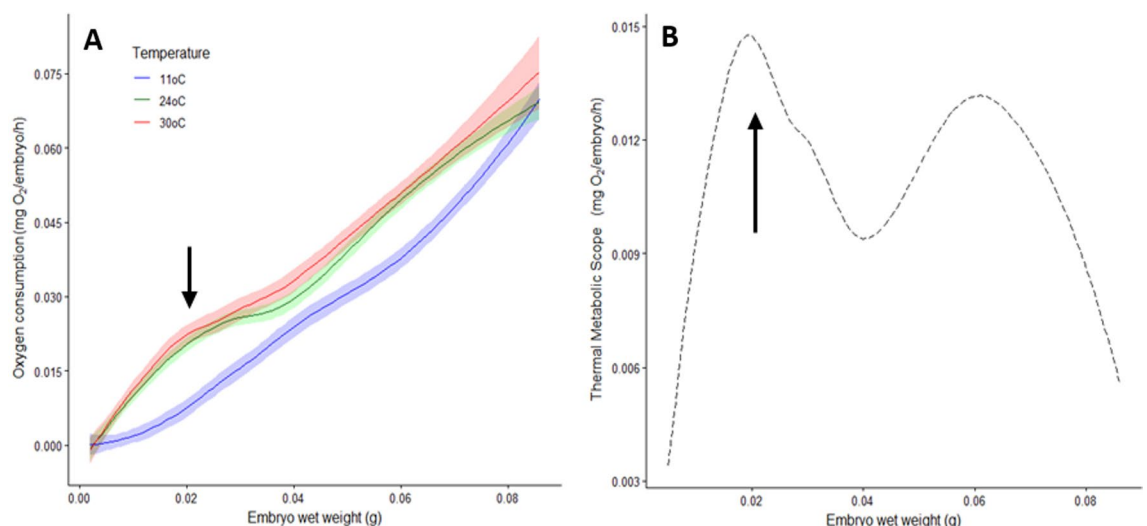 A
Temperature
11oC
24oC
30oC
Oxygen consumption (mg O₂/embryo/h)
0.075
0.060
0.045
0.030
0.015
0.000
0.00 0.02 0.04 0.06 0.08
Embryo wet weight (g)
B
Thermal Metabolic Scope (mg O₂/embryo/h)
0.015
0.012
0.009
0.006
0.003
0.02 0.04 0.06 0.08
Embryo wet weight (g)